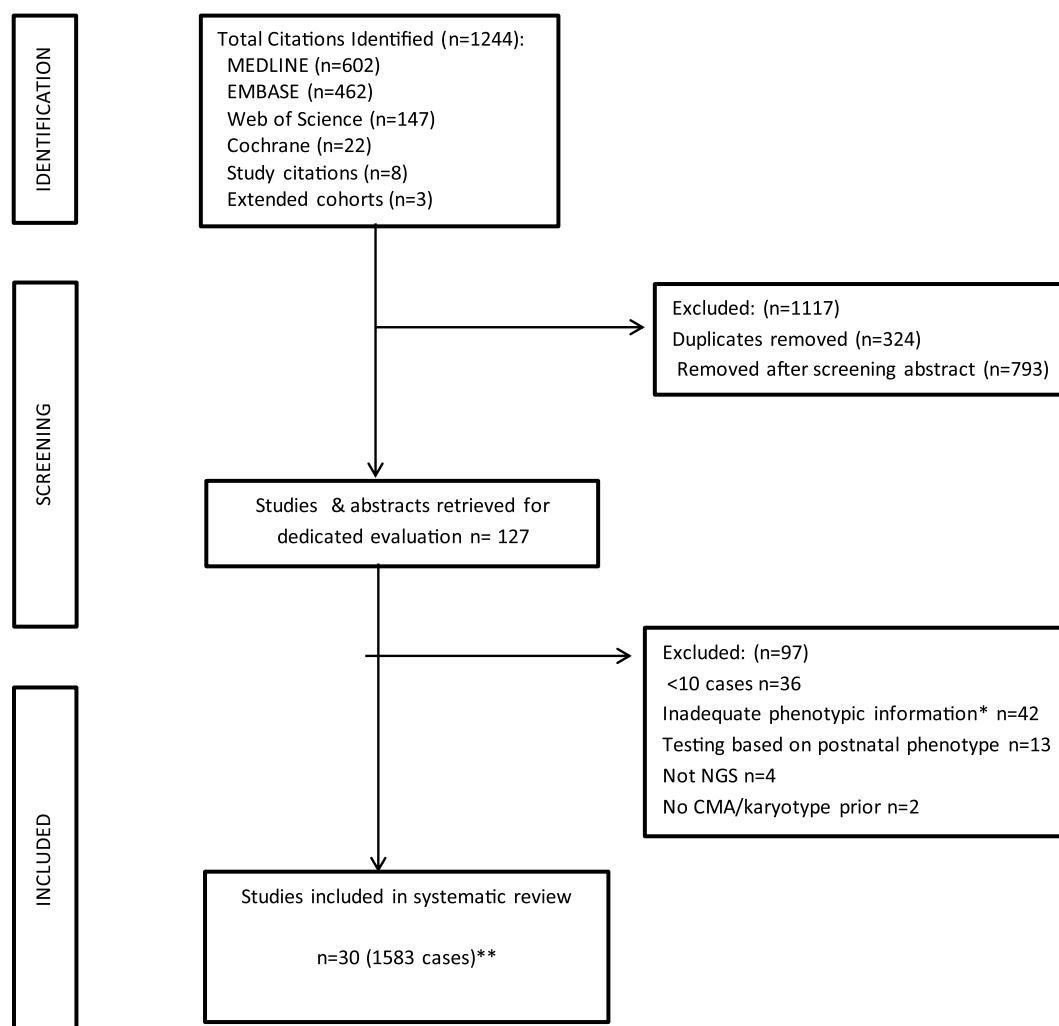 IDENTIFICATION
Total Citations Identified (n=1244):
MEDLINE (n=602)
EMBASE (n=462)
Web of Science (n=147)
Cochrane (n=22)
Study citations (n=8)
Extended cohorts (n=3)
SCREENING
Excluded: (n=1117)
Duplicates removed (n=324)
Removed after screening abstract (n=793)
Studies & abstracts retrieved for
dedicated evaluation n= 127
Excluded: (n=97)
<10 cases n=36
Inadequate phenotypic information* n=42
Testing based on postnatal phenotype n=13
Not NGS n=4
No CMA/karyotype prior n=2
INCLUDED
Studies included in systematic review
n=30 (1583 cases)**